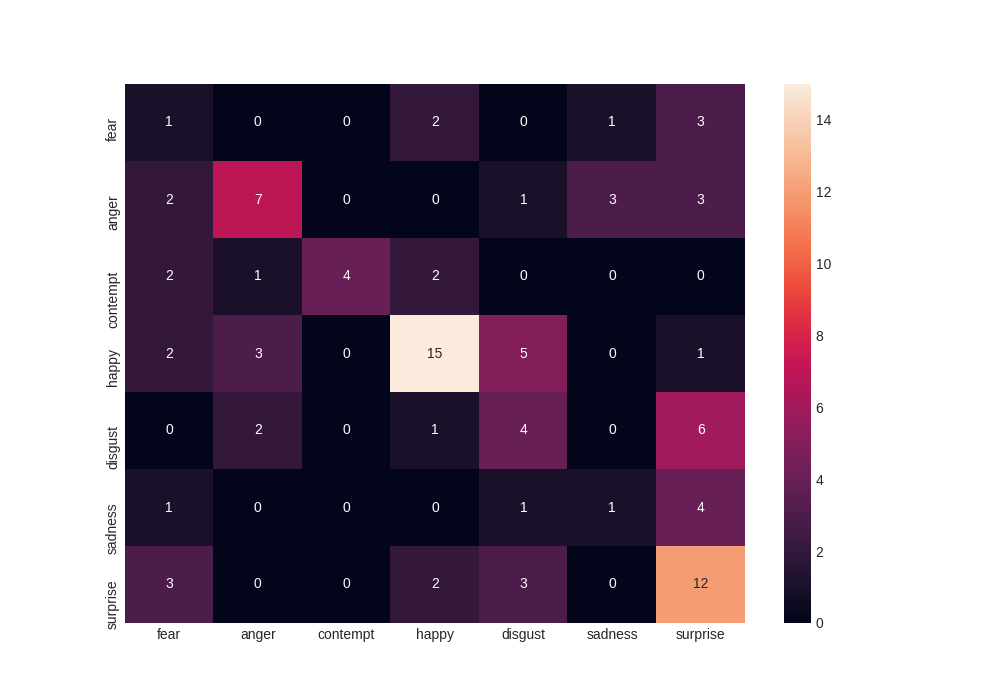 fear 1 0 0 2 0 1 3
anger 2 7 0 0 1 3 3
contempt 2 1 4 2 0 0 0
happy 2 3 0 15 5 0 1
disgust 0 2 0 1 4 0 6
sadness 1 0 0 0 1 1 4
surprise 3 0 0 2 3 0 12
fear anger contempt happy disgust sadness surprise
14
12
10
8
6
4
2
0